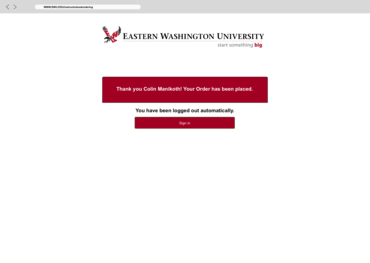 EASTERN WASHINGTON UNIVERSITY
start something big
Thank you Colin Manikoth! Your Order has been placed.
You have been logged out automatically.
Sign in